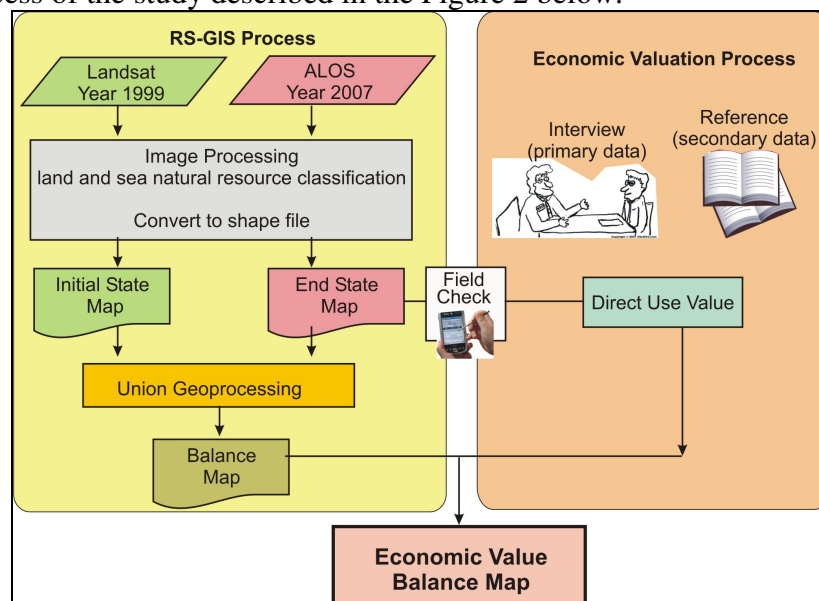 cess of the study described in the Figure 2 below.
RS-GIS Process
Landsat
Year 1999
ALOS
Year 2007
Image Processing
land and sea natural resource classification
Convert to shape file
Initial State
Map
End State
Map
Union Geoprocessing
Balance
Map
Field
Check
Economic Valuation Process
Interview
(primary data)
Reference
(secondary data)
Direct Use Value
Economic Value
Balance Map